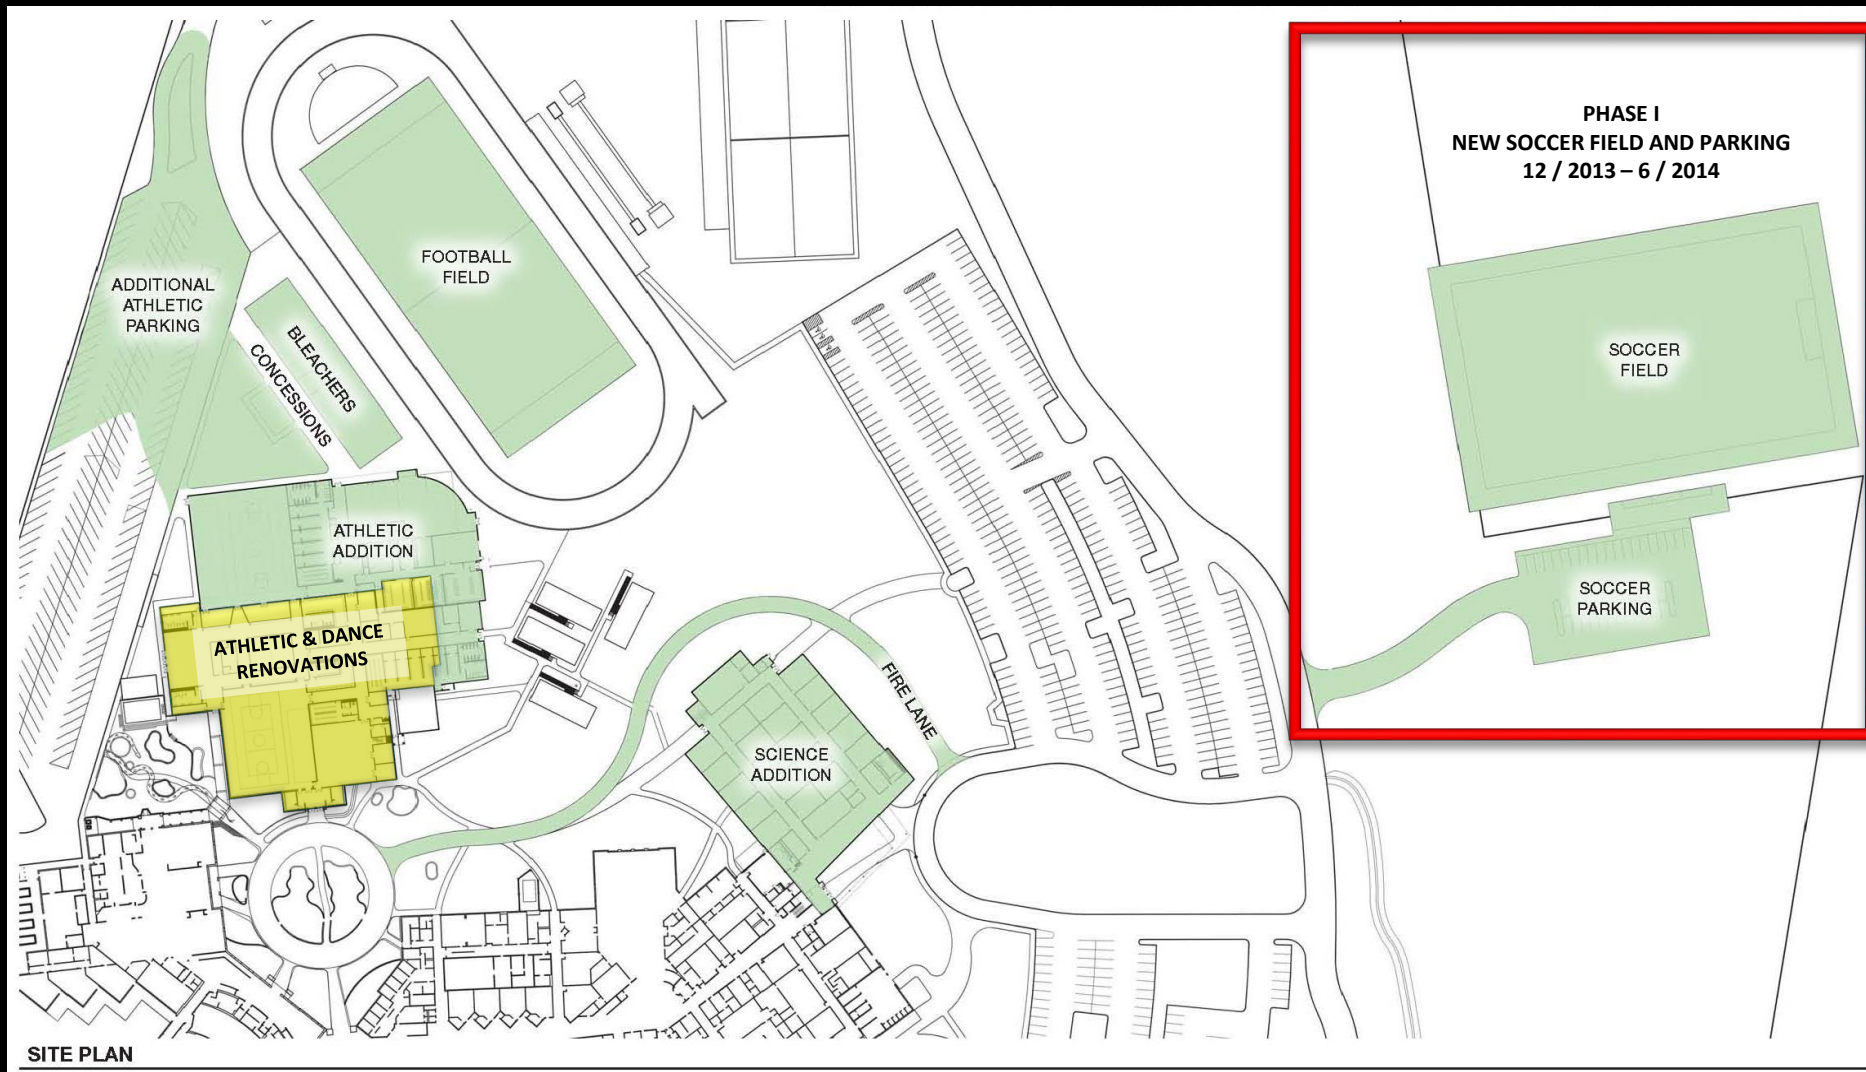 PHASE I
NEW SOCCER FIELD AND PARKING
12 / 2013 – 6 / 2014
FOOTBALL
FIELD
ADDITIONAL
ATHLETIC
PARKING
BLEACHERS
CONCESSIONS
SOCCER
FIELD
ATHLETIC
ADDITION
SOCCER
PARKING
ATHLETIC & DANCE
RENOVATIONS
FIRE LANE
SCIENCE
ADDITION
SITE PLAN